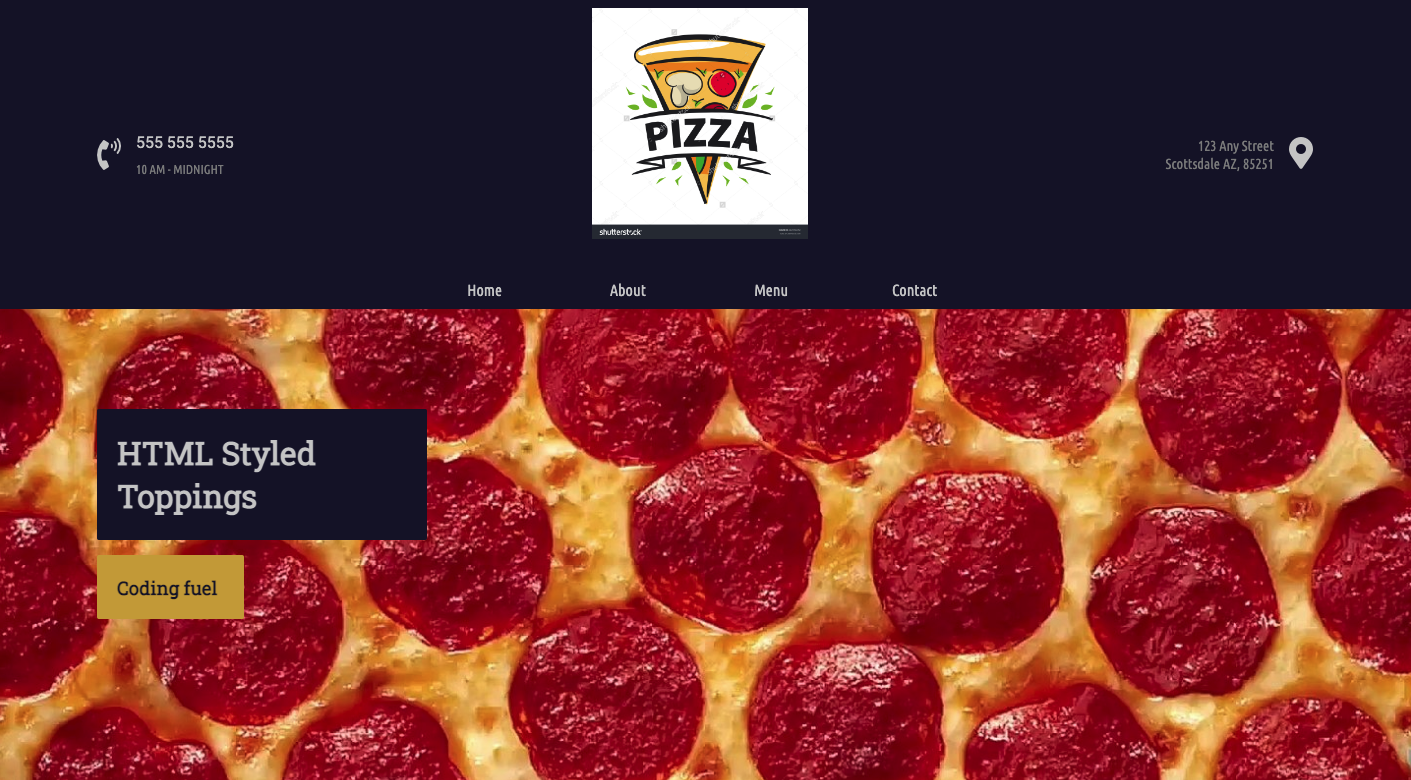 PIZZA
shutterstock
555 555 5555
10 AM - MIDNIGHT
123 Any Street
Scottsdale AZ, 85251
Home
About
Menu
Contact
HTML Styled
Toppings
Coding fuel